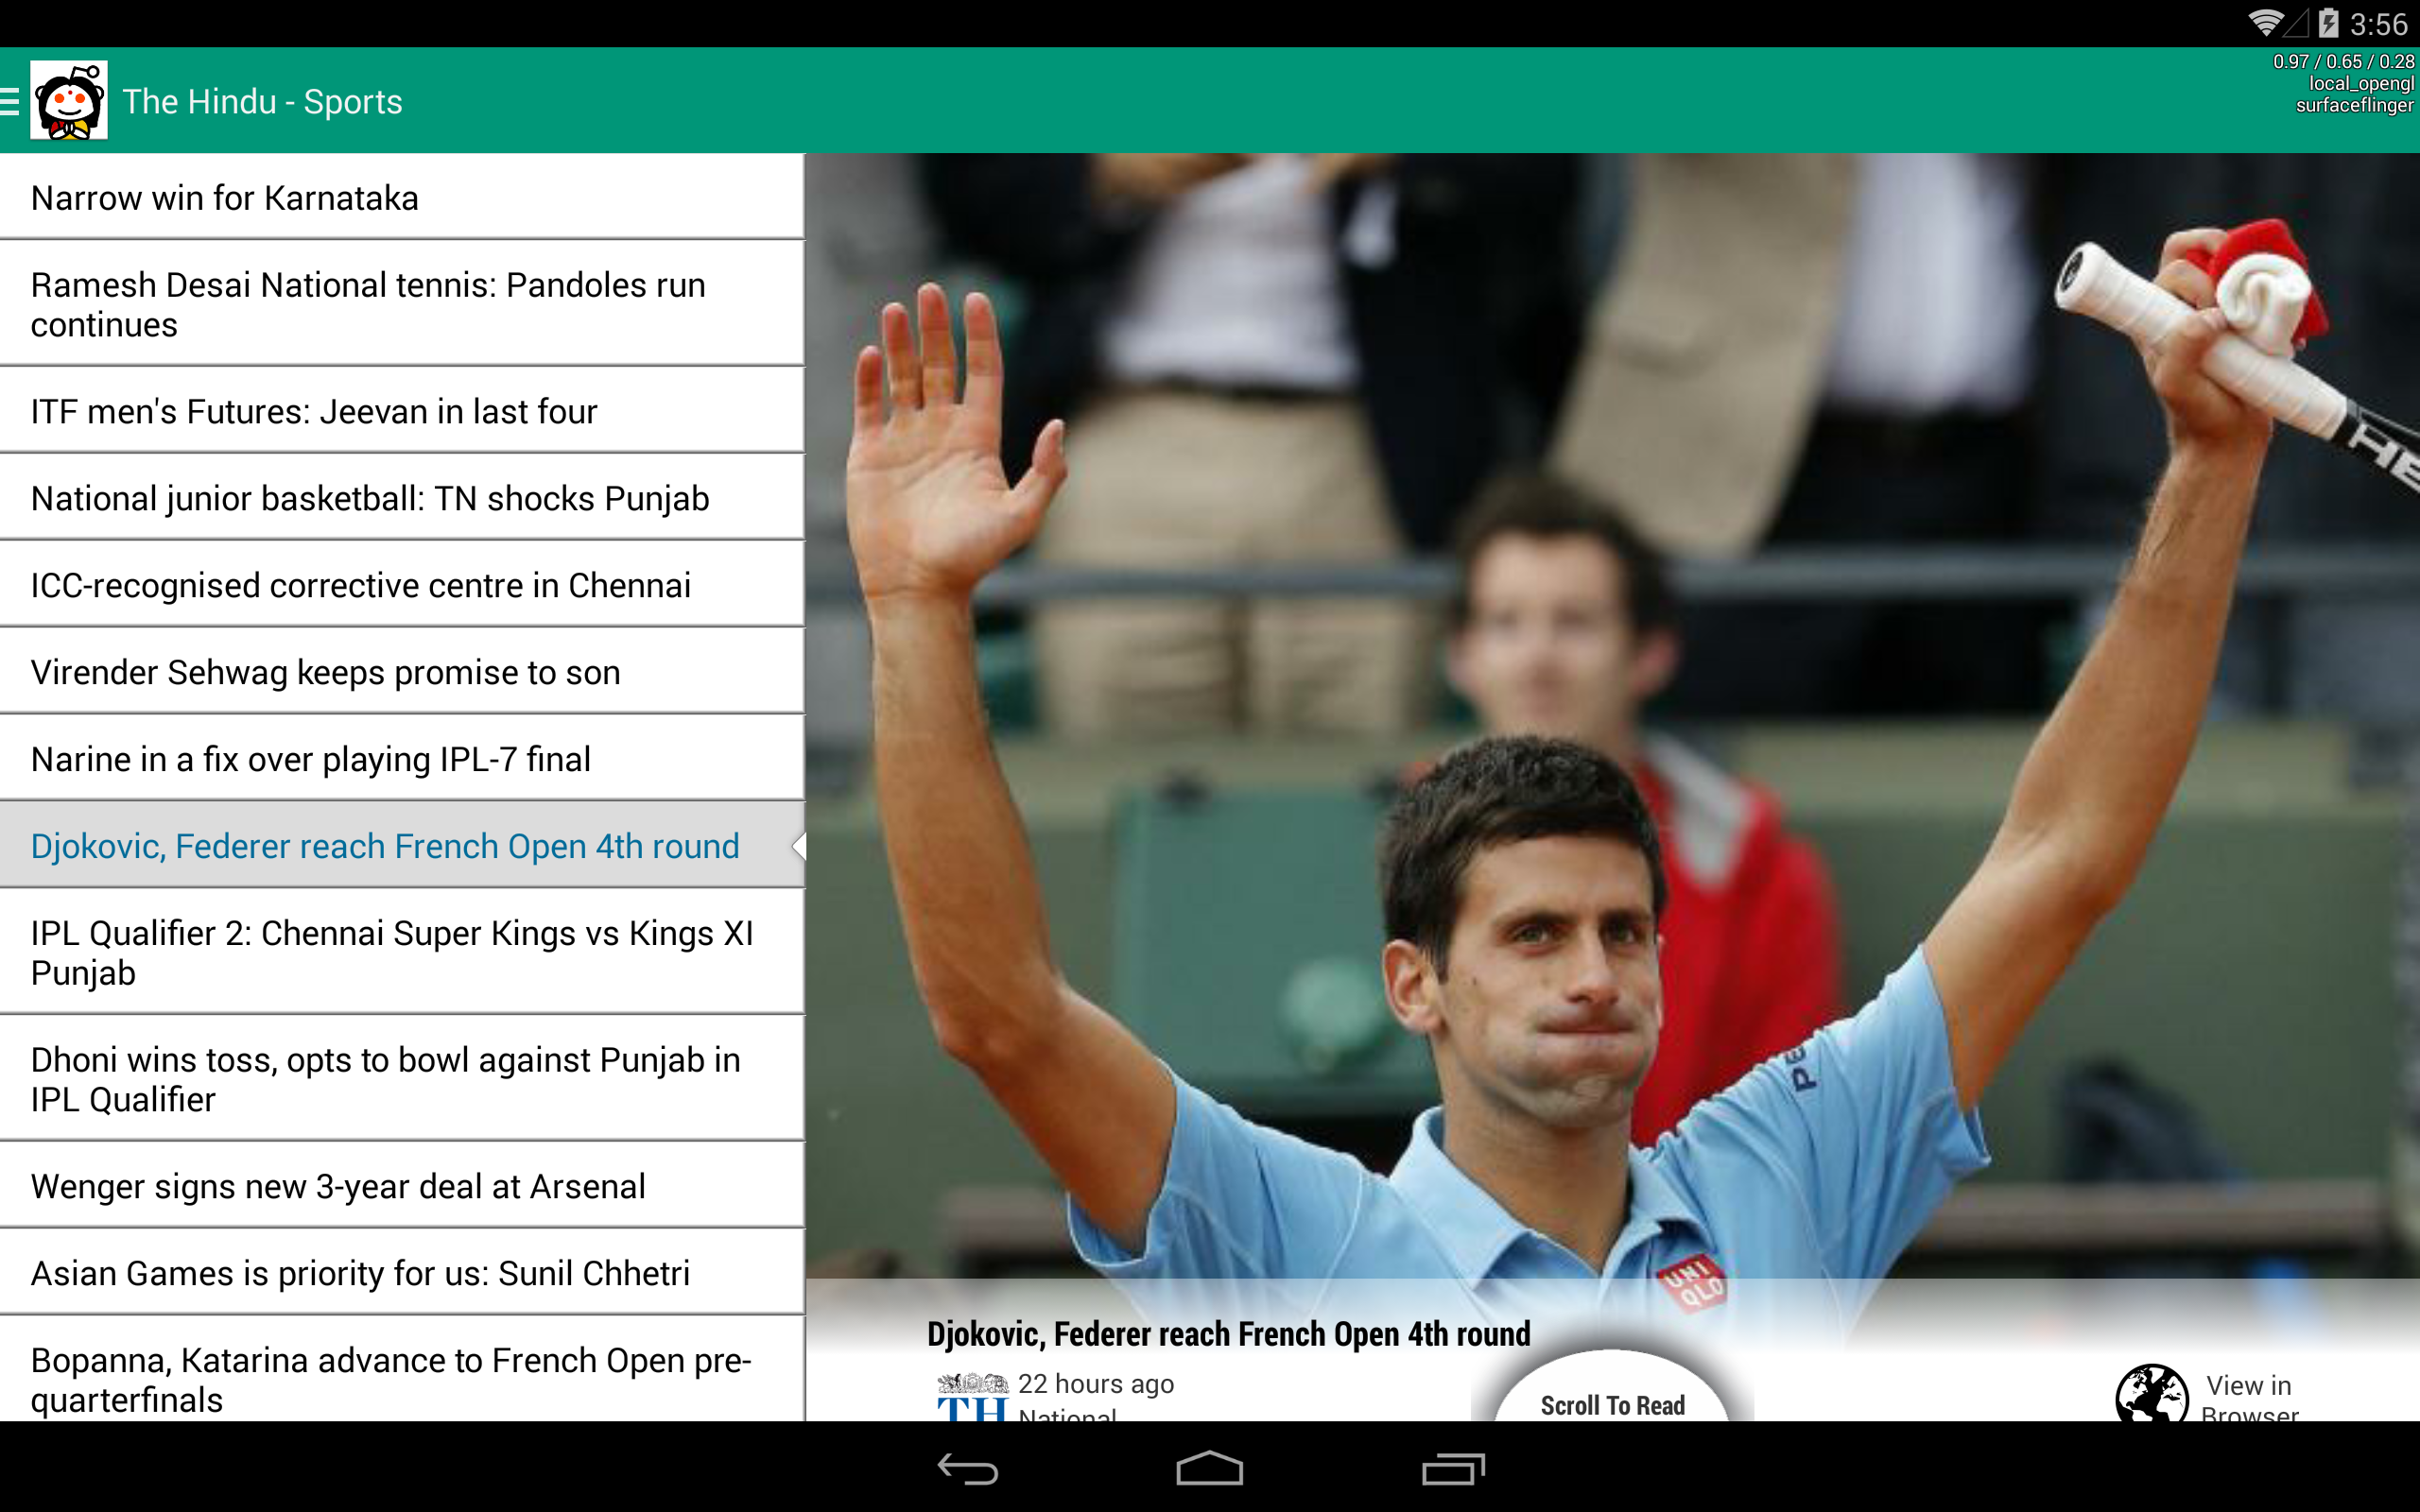 3:56
0.97 / 0.65 / 0.28
local_opengl
surfaceflinger
The Hindu - Sports
Narrow win for Karnataka
Ramesh Desai National tennis: Pandoles run
continues
ITF men's Futures: Jeevan in last four
National junior basketball: TN shocks Punjab
ICC-recognised corrective centre in Chennai
Virender Sehwag keeps promise to son
Narine in a fix over playing IPL-7 final
Djokovic, Federer reach French Open 4th round
IPL Qualifier 2: Chennai Super Kings vs Kings XI
Punjab
Dhoni wins toss, opts to bowl against Punjab in
IPL Qualifier
Wenger signs new 3-year deal at Arsenal
Asian Games is priority for us: Sunil Chhetri
Bopanna, Katarina advance to French Open pre-
quarterfinals
HE
PE
UNI
QLO
Djokovic, Federer reach French Open 4th round
TH
22 hours ago
National
Scroll To Read
View in
Browser